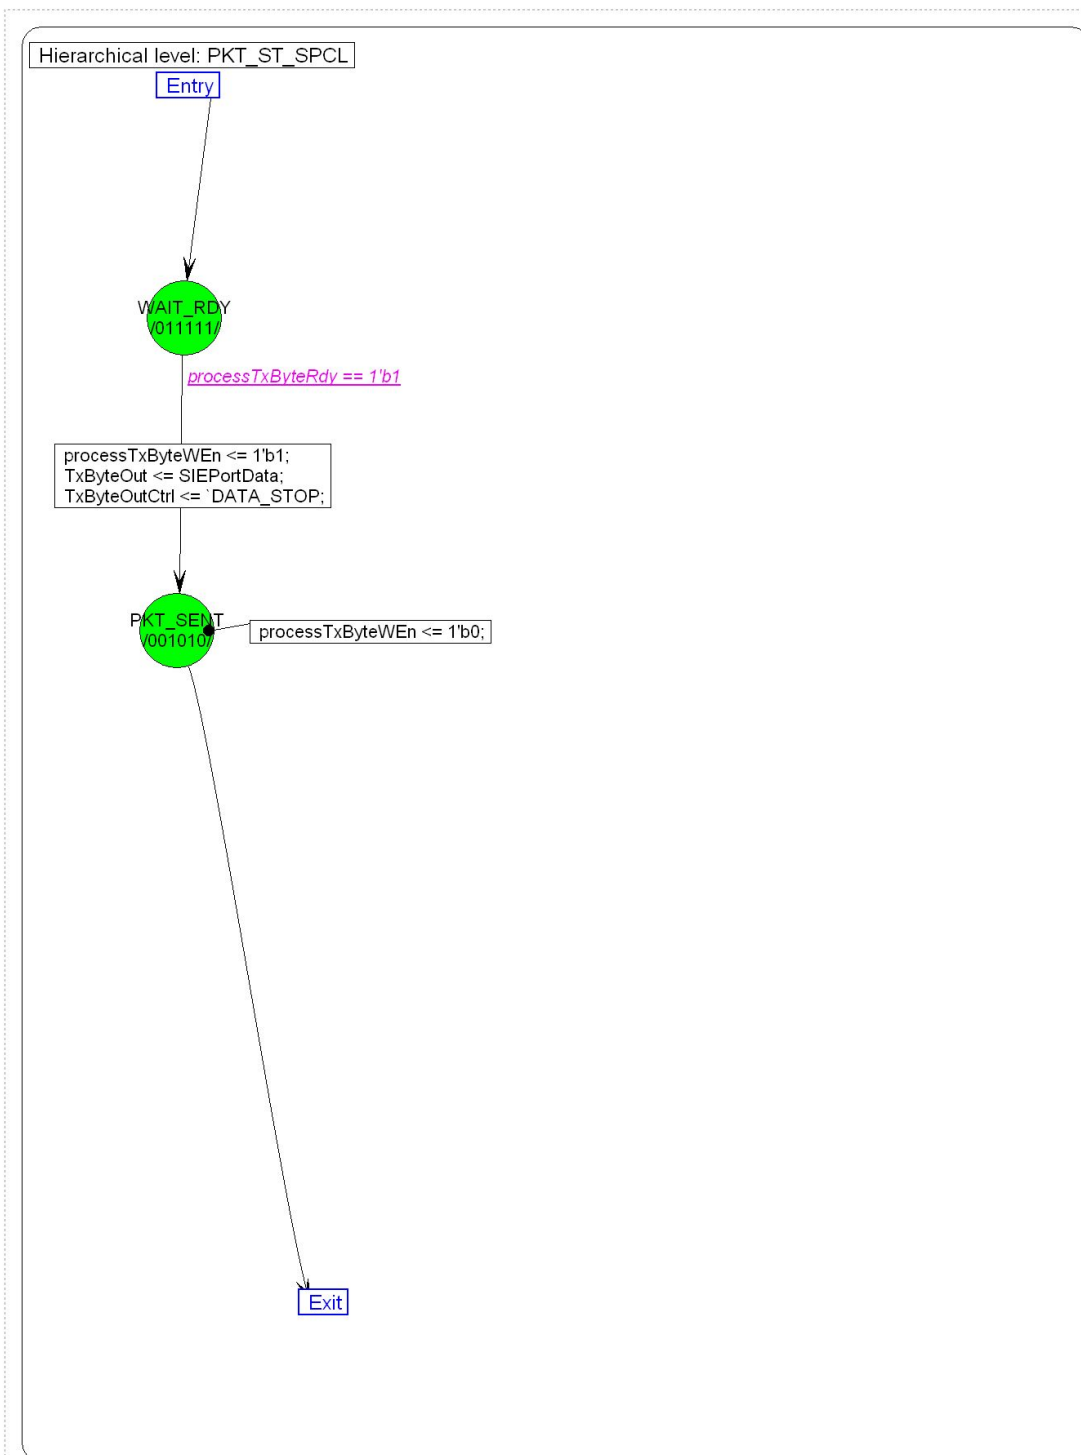 Hierarchical level: PKT_ST_SPCL
Entry
WAIT_RDY
/011111/
processTxByteRdy == 1'b1
processTxByteWEn <= 1'b1;
TxByteOut <= SIEPortData;
TxByteOutCtrl <= `DATA_STOP;
PKT_SENT
/001010/
processTxByteWEn <= 1'b0;
Exit